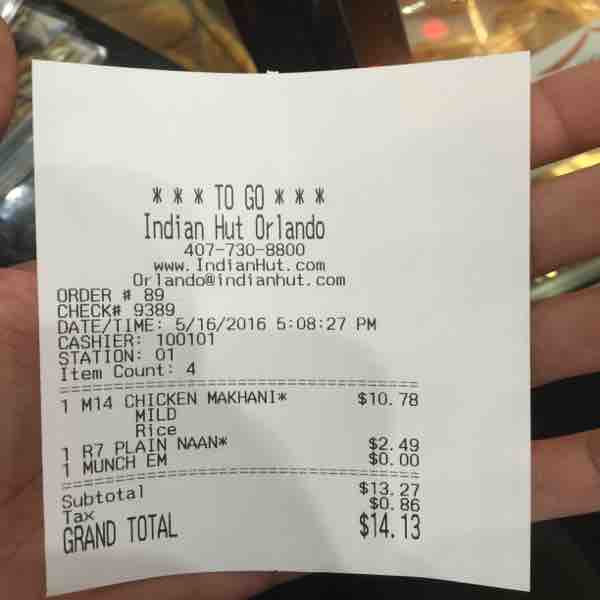 * * * TO GO * * *
Indian Hut Orlando
407-730-8800
www.IndianHut.com
Orlando@indianhut.com
ORDER # 89
CHECK# 9389
DATE/TIME: 5/16/2016 5:08:27 PM
CASHIER: 100101
STATION: 01
Item Count: 4
========================================
1 M14 CHICKEN MAKHANI* $10.78
MILD
Rice
1 R7 PLAIN NAAN* $2.49
1 MUNCH EM $0.00
========================================
Subtotal $13.27
Tax $0.86
GRAND TOTAL $14.13